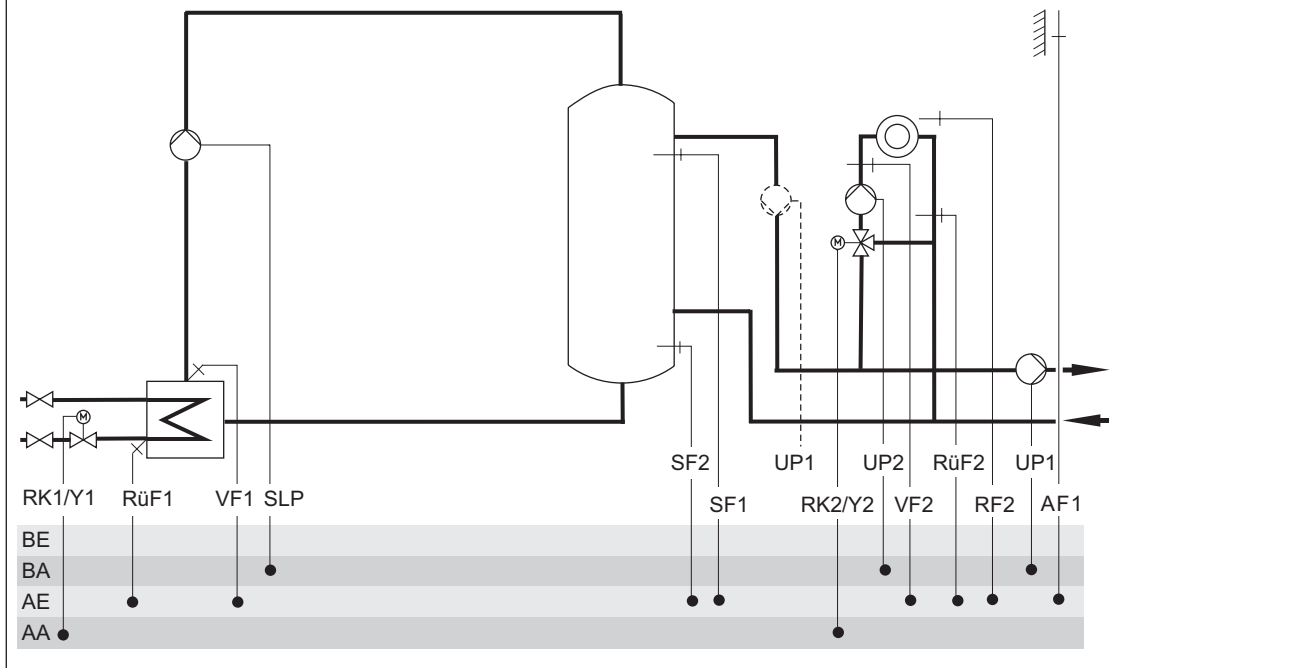 M
M
SF2 UP1 UP2 RüF2 UP1
RK1/Y1 RüF1 VF1 SLP SF1 RK2/Y2 VF2 RF2 AF1
BE
BA
AE
AA